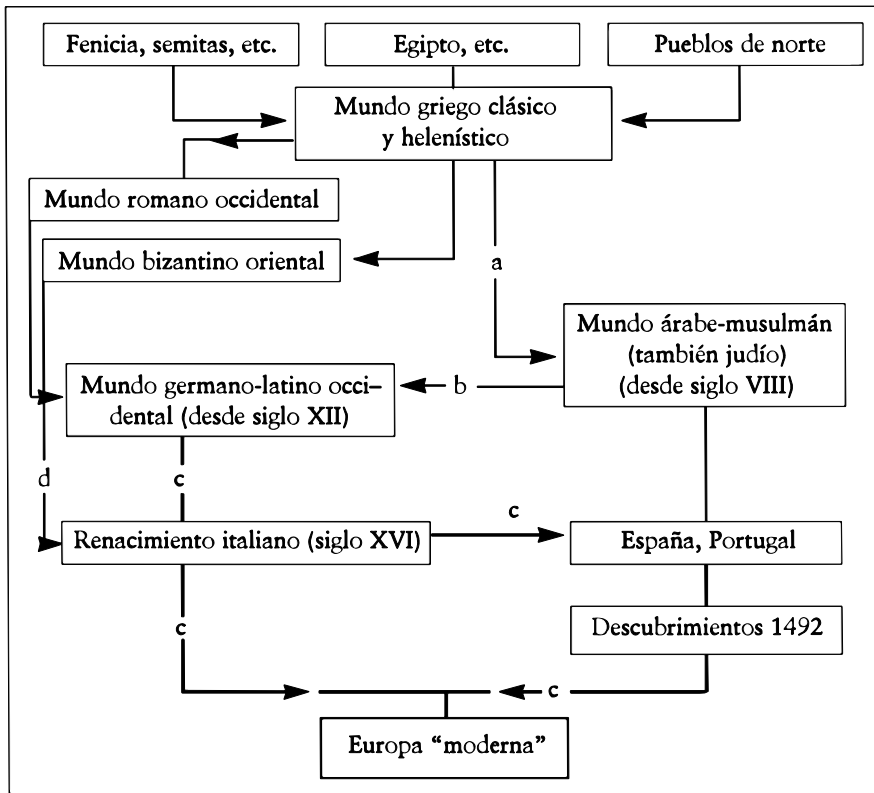 Fenicia, semitas, etc.
Egipto, etc.
Pueblos de norte
Mundo griego clásico
y helenístico
Mundo romano occidental
Mundo bizantino oriental
a
Mundo árabe-musulmán
(también judío)
(desde siglo VIII)
Mundo germano-latino occi-
dental (desde siglo XII)
b
c
d
c
Renacimiento italiano (siglo XVI)
España, Portugal
c
Descubrimientos 1492
c
Europa “moderna”